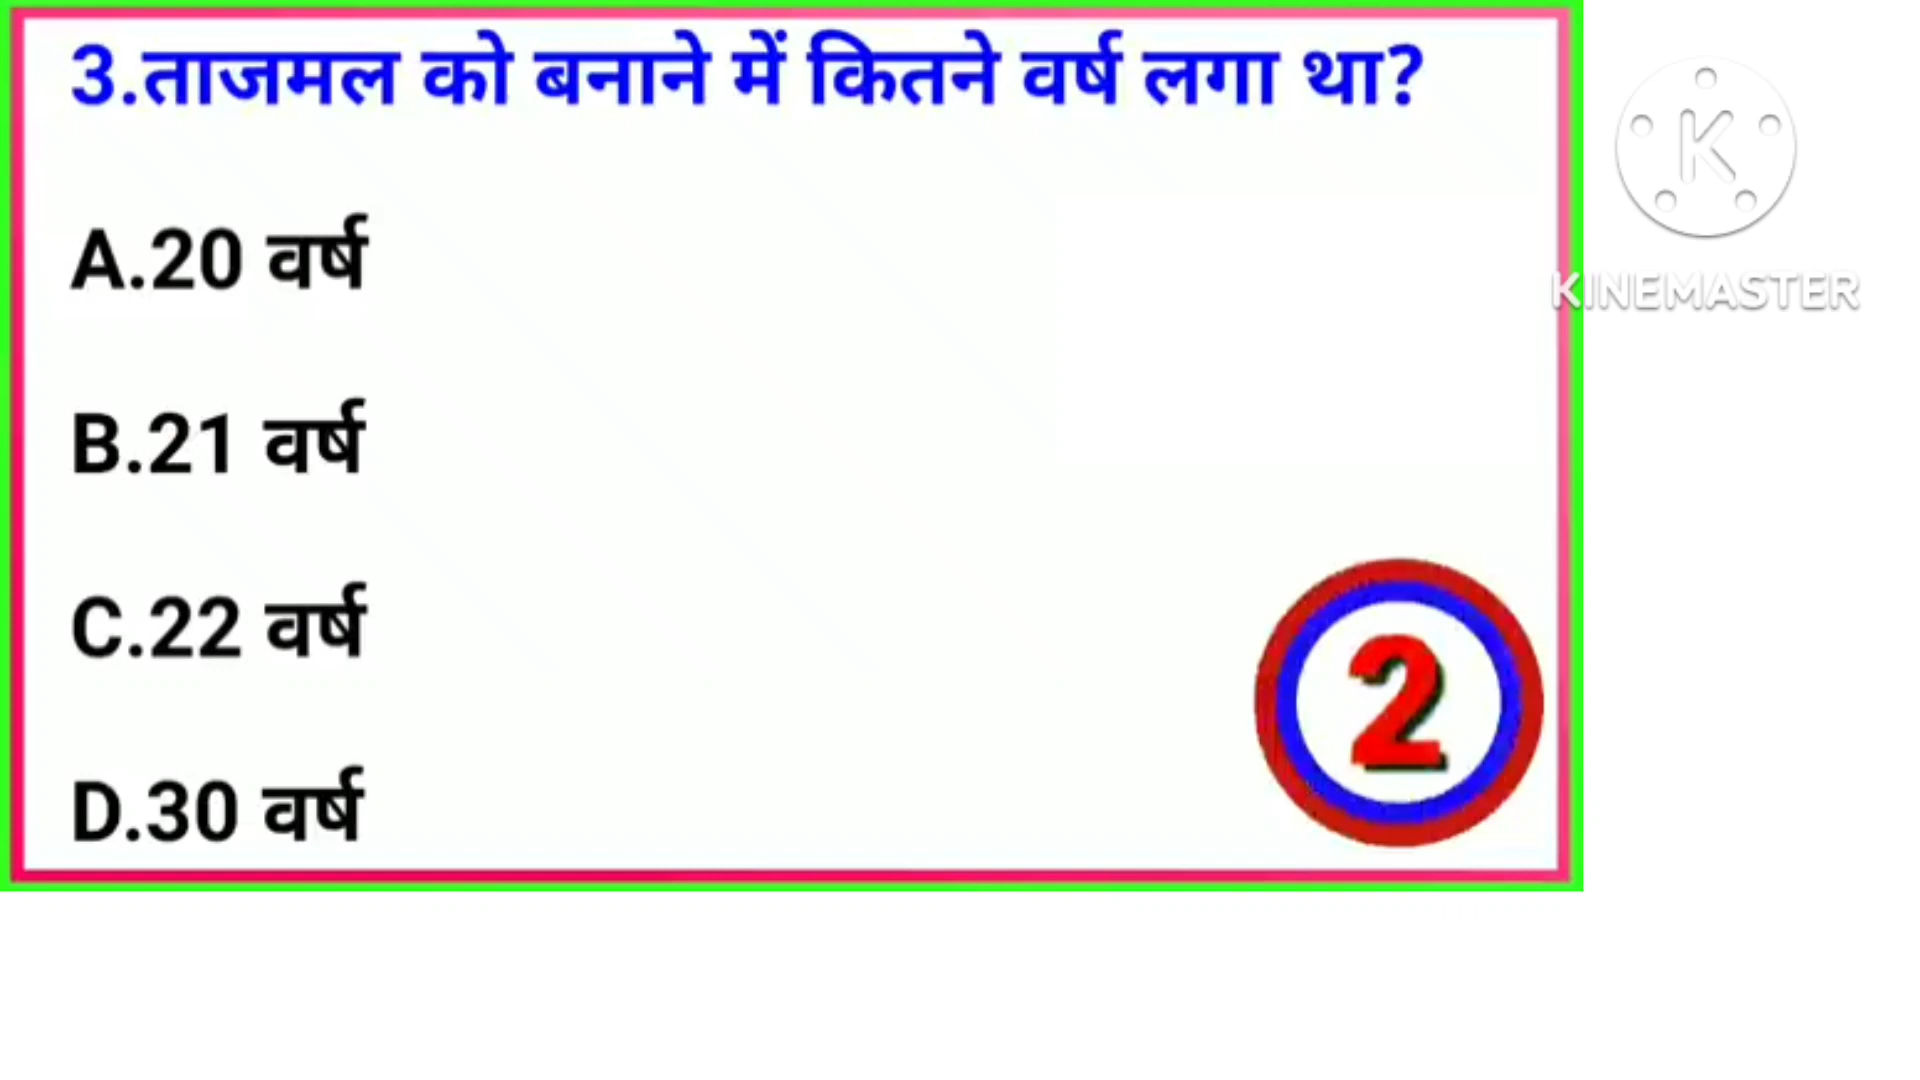 3.ताजमल को बनाने में कितने वर्ष लगा था?
A.20 वर्ष
B.21 वर्ष
C.22 वर्ष
D.30 वर्ष
2
K
KINEMASTER